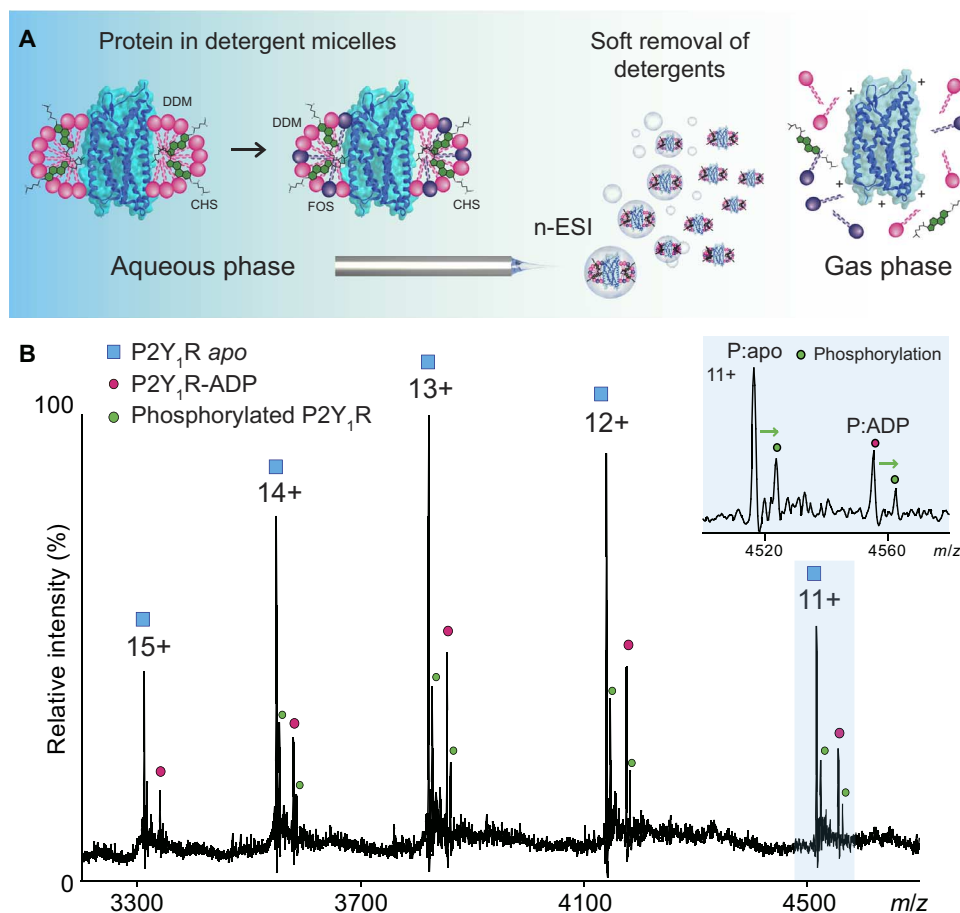 A
Protein in detergent micelles
Soft removal of
detergents
DDM
CHS
DDM
FOS
CHS
n-ESI
Aqueous phase
Gas phase
+
+
+
+
+
B
P2Y₁R apo
P2Y₁R-ADP
Phosphorylated P2Y₁R
100
Relative intensity (%)
0
15+
14+
13+
12+
11+
P:apo
Phosphorylation
11+
P:ADP
4520
4560
m/z
3300
3700
4100
4500
m/z